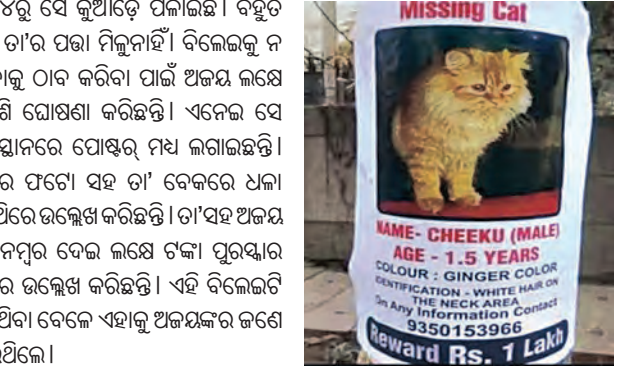 ୪ରୁ ସେ କୁଆଡ଼େ ପଳାଇଛି। ବହୁତ
ତା'ର ପତ୍ତା ମିଳୁନାହିଁ। ବିଲେଇକୁ ନ
ଠାବ କରିବା ପାଇଁ ଅଜୟ ଲକ୍ଷେ
ଘୋଷଣା କରିଛନ୍ତି। ଏନେଇ ସେ
ସ୍ଥାନରେ ପୋଷ୍ଟର୍ ମଧ୍ୟ ଲଗାଇଛନ୍ତି।
ର ଫଟୋ ସହ ତା' ବେକରେ ଧଳା
ଉଲ୍ଲେଖ କରିଛନ୍ତି। ତା'ସହ ଅଜୟ
ନମ୍ବର ଦେଇ ଲକ୍ଷେ ଟଙ୍କା ପୁରସ୍କାର
ର ଉଲ୍ଲେଖ କରିଛନ୍ତି। ଏହି ବିଲେଇଟି
ଥିବା ବେଳେ ଏହାକୁ ଅଜୟଙ୍କର ଜଣେ
ଥିଲେ।
Missing Cat
NAME- CHEEKU (MALE)
AGE - 1.5 YEARS
COLOUR : GINGER COLOR
IDENTIFICATION - WHITE HAIR ON
THE NECK AREA
On Any Information Contact
9350153966
Reward Rs. 1 Lakh